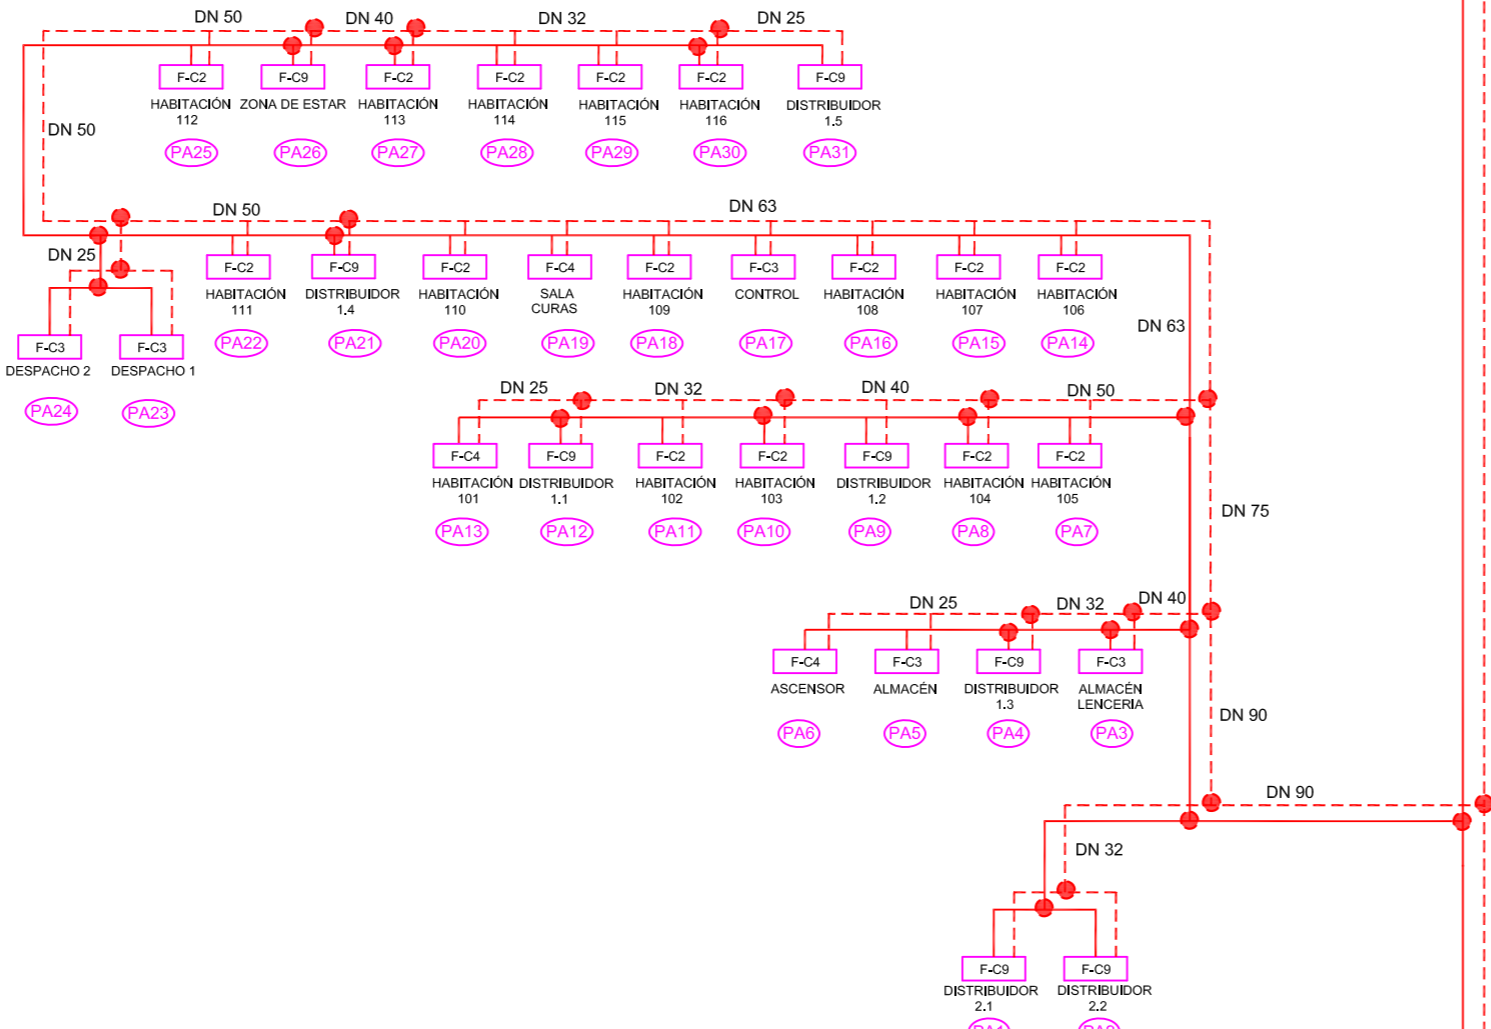 DN 50 DN 40 DN 32 DN 25
F-C2 F-C9 F-C2 F-C2 F-C2 F-C2 F-C9
HABITACIÓN ZONA DE ESTAR HABITACIÓN HABITACIÓN HABITACIÓN HABITACIÓN DISTRIBUIDOR
112 113 114 115 116 1.5
DN 50
PA25 PA26 PA27 PA28 PA29 PA30 PA31
DN 50 DN 63
DN 25
F-C2 F-C9 F-C2 F-C4 F-C2 F-C3 F-C2 F-C2 F-C2
HABITACIÓN DISTRIBUIDOR HABITACIÓN SALA HABITACIÓN CONTROL HABITACIÓN HABITACIÓN HABITACIÓN
111 1.4 110 CURAS 109 108 107 106
DN 63
PA22 PA21 PA20 PA19 PA18 PA17 PA16 PA15 PA14
F-C3 F-C3
DESPACHO 2 DESPACHO 1
PA24 PA23
DN 25 DN 32 DN 40 DN 50
F-C4 F-C9 F-C2 F-C2 F-C9 F-C2 F-C2
HABITACIÓN DISTRIBUIDOR HABITACIÓN HABITACIÓN DISTRIBUIDOR HABITACIÓN HABITACIÓN
101 1.1 102 103 1.2 104 105
DN 75
PA13 PA12 PA11 PA10 PA9 PA8 PA7
DN 25 DN 32 DN 40
F-C4 F-C3 F-C9 F-C3
ASCENSOR ALMACÉN DISTRIBUIDOR ALMACÉN
1.3 LENCERIA
DN 90
PA6 PA5 PA4 PA3
DN 90
DN 32
F-C9 F-C9
DISTRIBUIDOR DISTRIBUIDOR
2.1 2.2